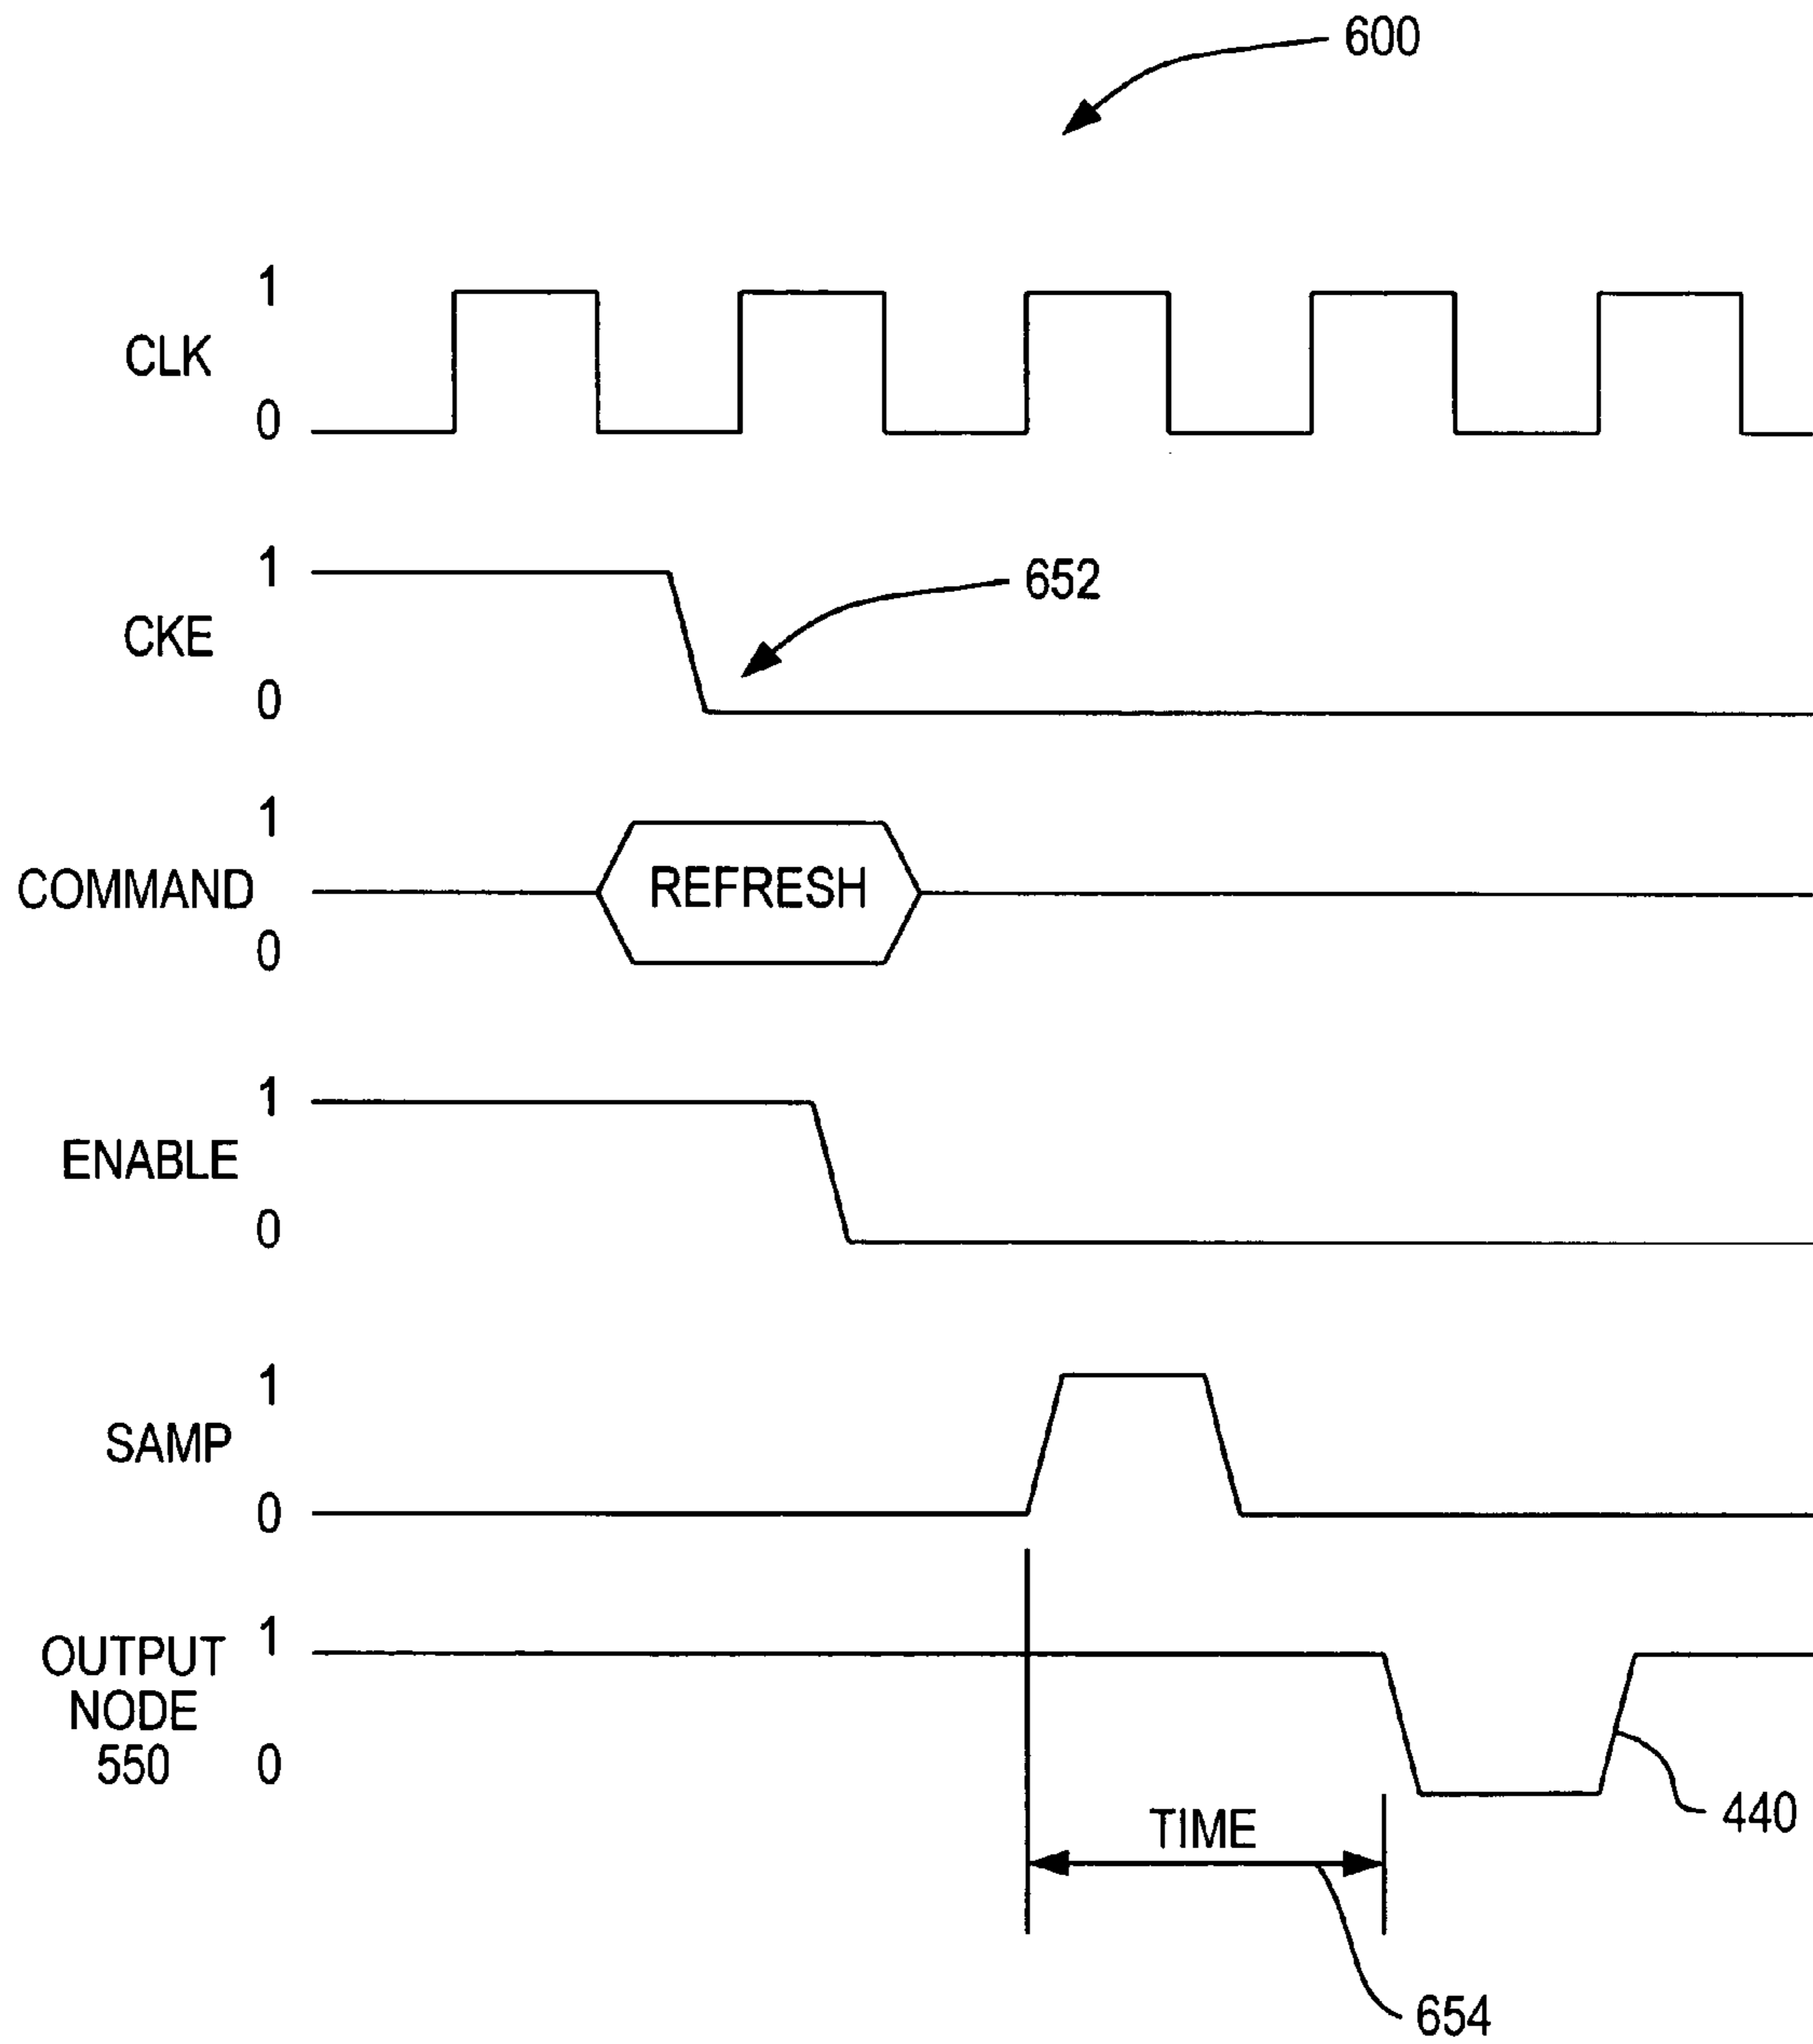 600
1
CLK
0
1
652
CKE
0
1
COMMAND
REFRESH
0
1
ENABLE
0
1
SAMP
0
1
OUTPUT
NODE
550
0
TIME
440
654